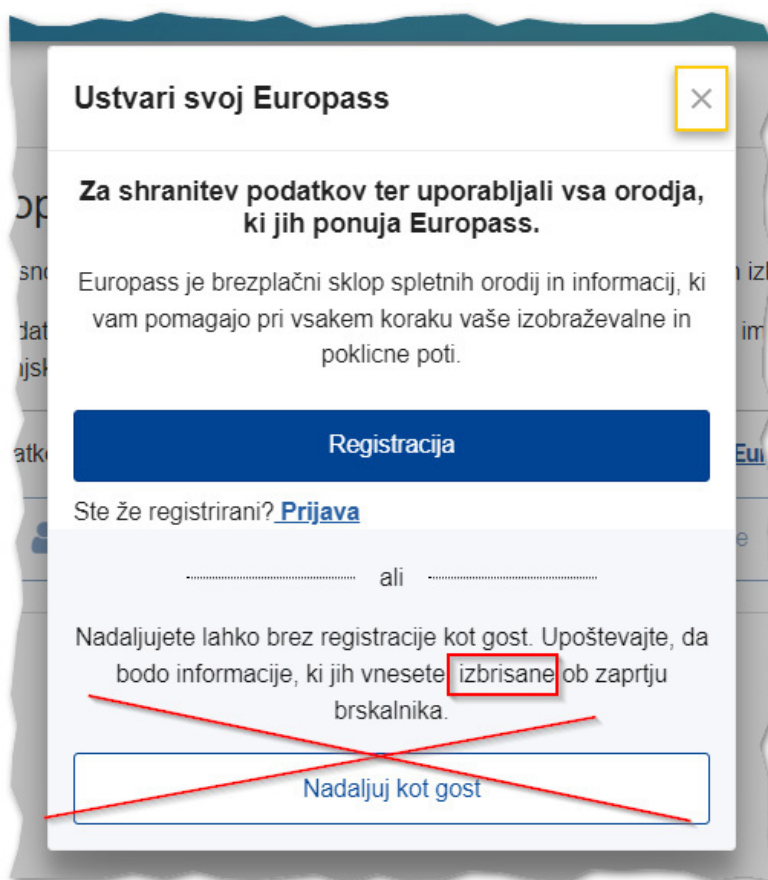 Ustvari svoj Europass
Za shranitev podatkov ter uporabljali vsa orodja,
ki jih ponuja Europass.
Europass je brezplačni sklop spletnih orodij in informacij, ki
vam pomagajo pri vsakem koraku vaše izobraževalne in
poklicne poti.
Registracija
Ste že registrirani? Prijava
ali
Nadaljujete lahko brez registracije kot gost. Upoštevajte, da
bodo informacije, ki jih vnesete izbrisane ob zaprtju
brskalnika.
Nadaljuj kot gost